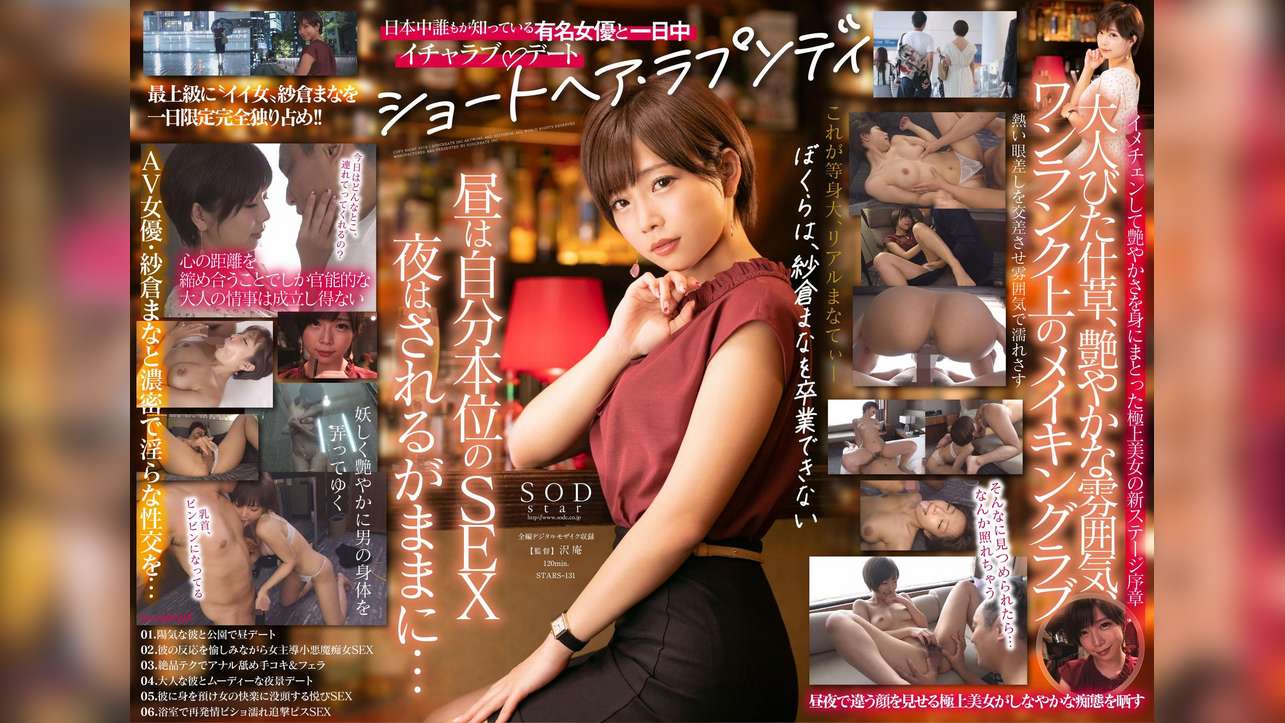 日本中誰もが知っている有名女優と一日中
イチャラブ♡デート
ショートヘア・ラプソンディ
最上級に〝イイ女〟紗倉まなを
一日限定完全独り占め!!
AV女優・紗倉まなと濃密で淫らな性交を…
今日はどんなとこ、
連れてってくれるの？
心の距離を、
縮め合うことでしか官能的な
大人の情事は成立し得ない
妖しく艶やかに男の身体を
弄ってゆく
乳首、
ビンビンになってる
01.陽気な彼と公園で昼デート
02.彼の反応を愉しみながら女主導小悪魔痴女SEX
03.絶品テクでアナル舐め手コキ&フェラ
04.大人な彼とムーディーな夜景デート
05.彼に身を預け女の快楽に没頭する悦びSEX
06.浴室で再発情ビショ濡れ追撃ピスSEX
昼は自分本位のSEX
夜はされるがままに…
SOD
star
http://www.sod.co.jp
全編デジタルモザイク収録
【監督】沢庵
120min.
STARS-131
これが等身大、リアルまなてぃー
ぼくらは、紗倉まなを卒業できない
イメチェンして艶やかさを身にまとった極上美女の新ステージ序章
大人びた仕草、艶やかな雰囲気、
ワンランク上のメイキングラブ
熱い眼差しを交差させ雰囲気で濡れさす
そんなに見つめられたら…
なんか照れちゃう
昼夜で違う顔を見せる極上美女がしなやかな痴態を晒す